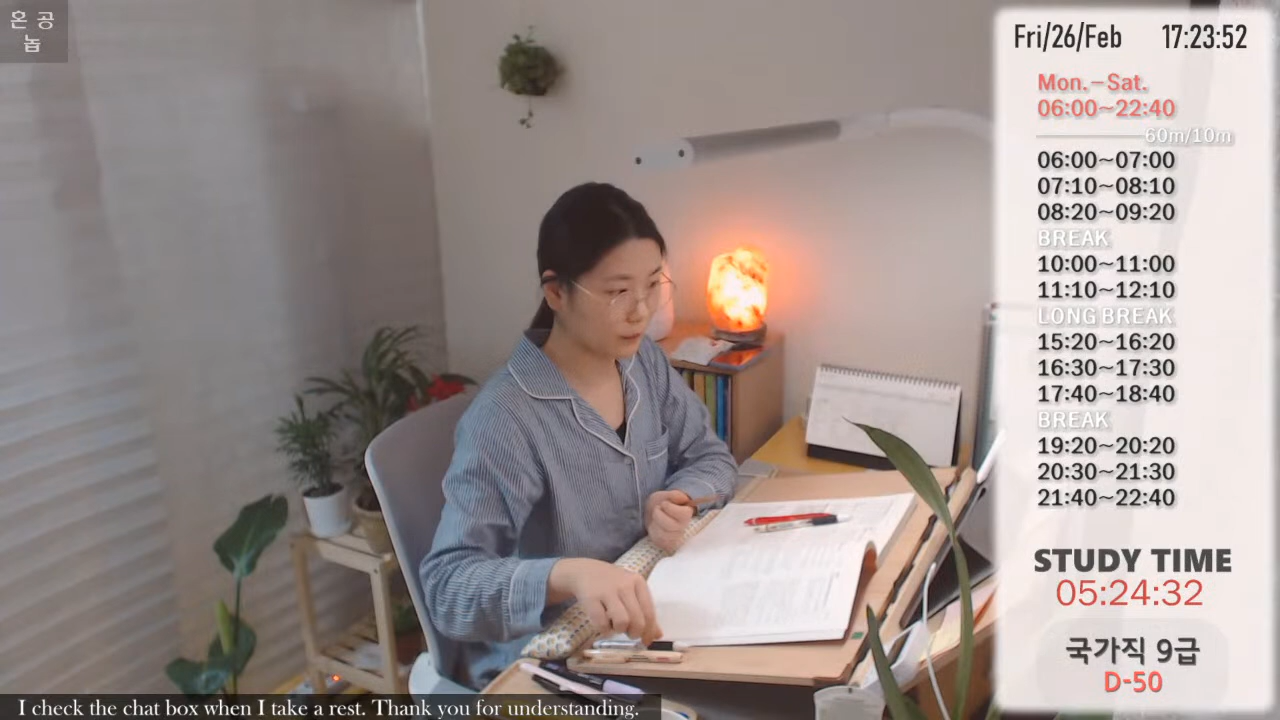 혼 공
놉
Fri/26/Feb 17:23:52
Mon.-Sat.
06:00~22:40
60m/10m
06:00~07:00
07:10~08:10
08:20~09:20
BREAK
10:00~11:00
11:10~12:10
LONG BREAK
15:20~16:20
16:30~17:30
17:40~18:40
BREAK
19:20~20:20
20:30~21:30
21:40~22:40
STUDY TIME
05:24:32
국가직 9급
D-50
I check the chat box when I take a rest. Thank you for understanding.